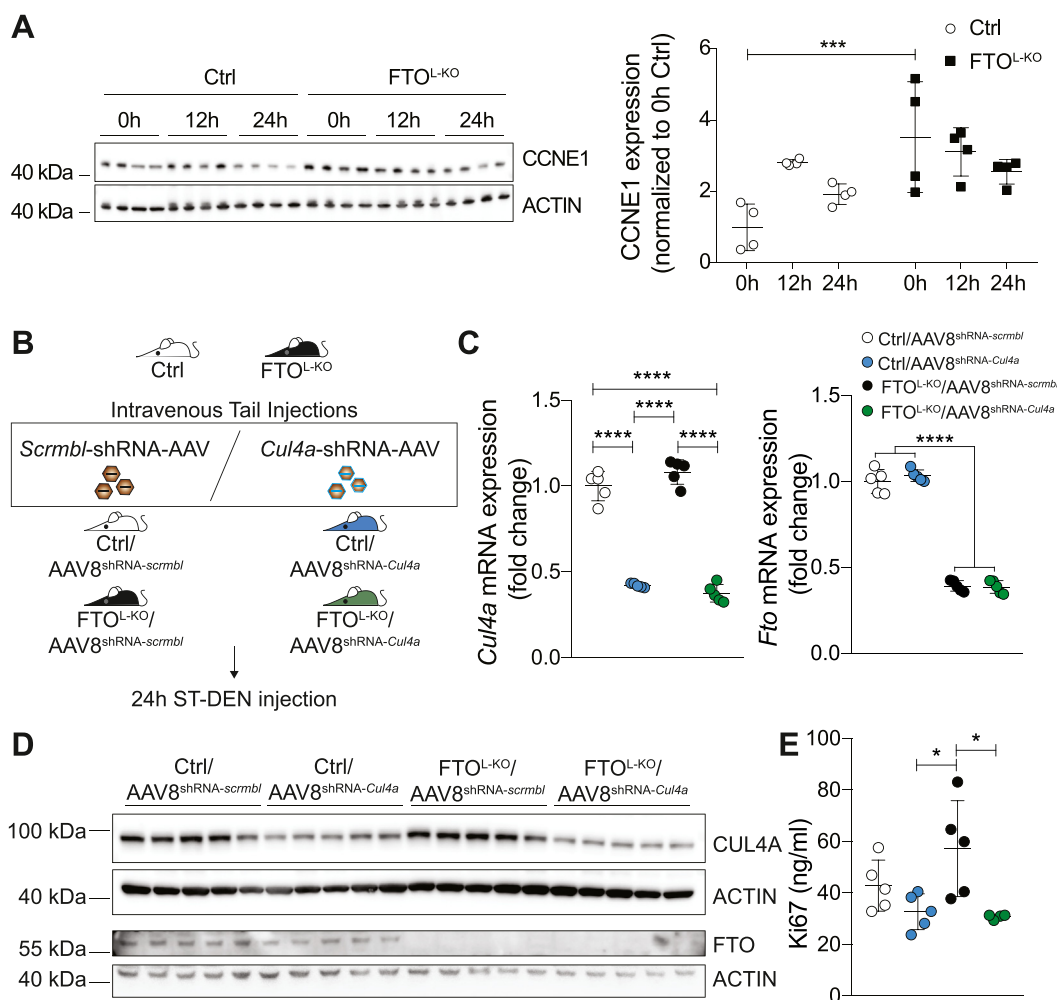 A
Ctrl
FTO^L-KO
0h 12h 24h 0h 12h 24h
40 kDa
CCNE1
40 kDa
ACTIN
CCNE1 expression
(normalized to 0h Ctrl)
6
4
2
0
***
Ctrl
FTO^L-KO
0h 12h 24h 0h 12h 24h
B
Ctrl
FTO^L-KO
Intravenous Tail Injections
Scrmbl-shRNA-AAV
Cul4a-shRNA-AAV
Ctrl/
AAV8^shRNA-scrmbl
Ctrl/
AAV8^shRNA-Cul4a
FTO^L-KO/
AAV8^shRNA-scrmbl
FTO^L-KO/
AAV8^shRNA-Cul4a
24h ST-DEN injection
C
Cul4a mRNA expression
(fold change)
1.5
1.0
0.5
0.0
****
****
****
****
Ctrl/AAV8^shRNA-scrmbl
Ctrl/AAV8^shRNA-Cul4a
FTO^L-KO/AAV8^shRNA-scrmbl
FTO^L-KO/AAV8^shRNA-Cul4a
Fto mRNA expression
(fold change)
1.5
1.0
0.5
0.0
****
D
Ctrl/
AAV8^shRNA-scrmbl
Ctrl/
AAV8^shRNA-Cul4a
FTO^L-KO/
AAV8^shRNA-scrmbl
FTO^L-KO/
AAV8^shRNA-Cul4a
100 kDa
CUL4A
40 kDa
ACTIN
55 kDa
FTO
40 kDa
ACTIN
E
Ki67 (ng/ml)
100
80
60
40
20
0
*
*